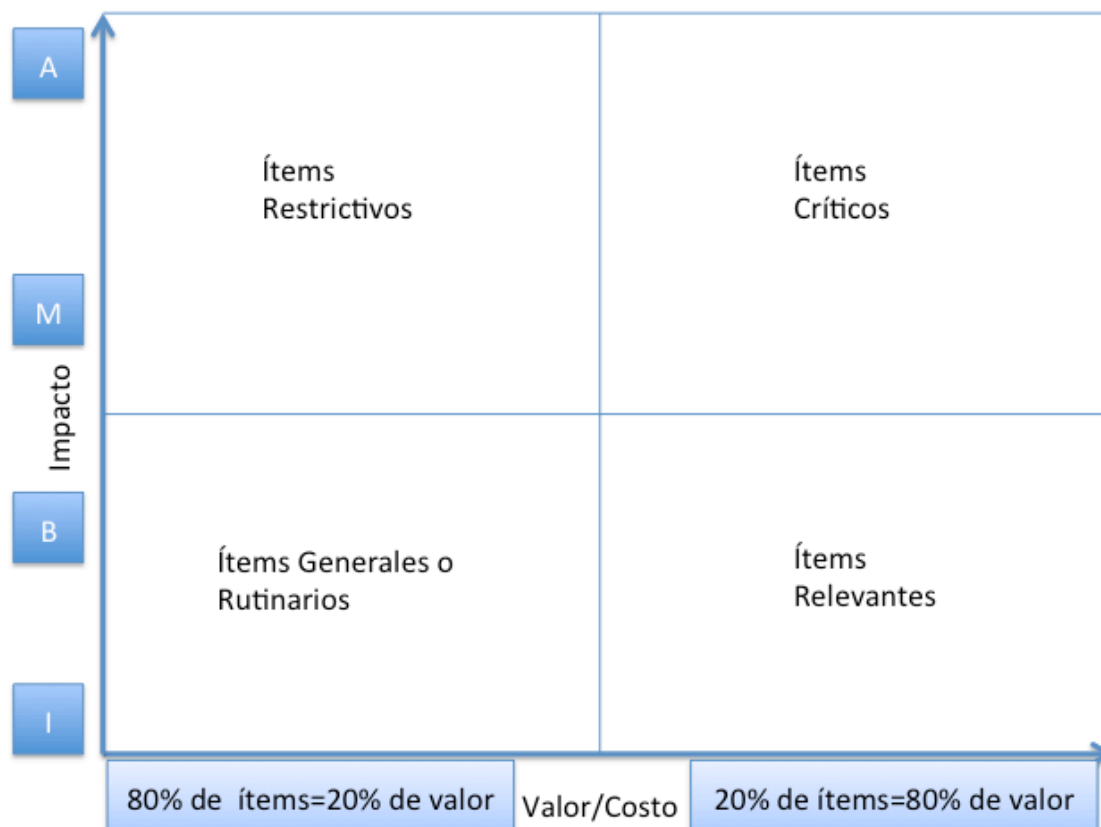 A
Ítems
Restrictivos
Ítems
Críticos
M
Impacto
B
Ítems Generales o
Rutinarios
Ítems
Relevantes
I
80% de ítems=20% de valor
Valor/Costo
20% de ítems=80% de valor